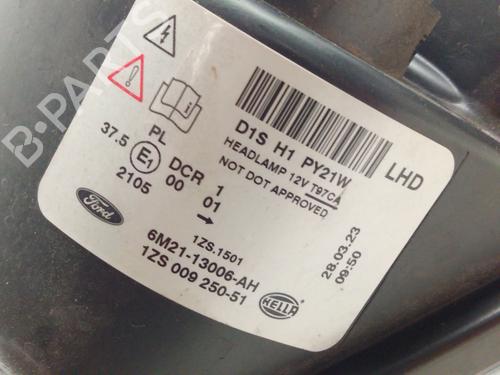 D1S H1 PY21W
HEADLAMP 12V T97CA
NOT DOT APPROVED
LHD
PL
37.5 E1 DCR 1
00 01
2105
Ford
1ZS.1501
6M21-13006-AH
1ZS 009 250-51
HELLA
28.03.23
09:50
B-PARTS